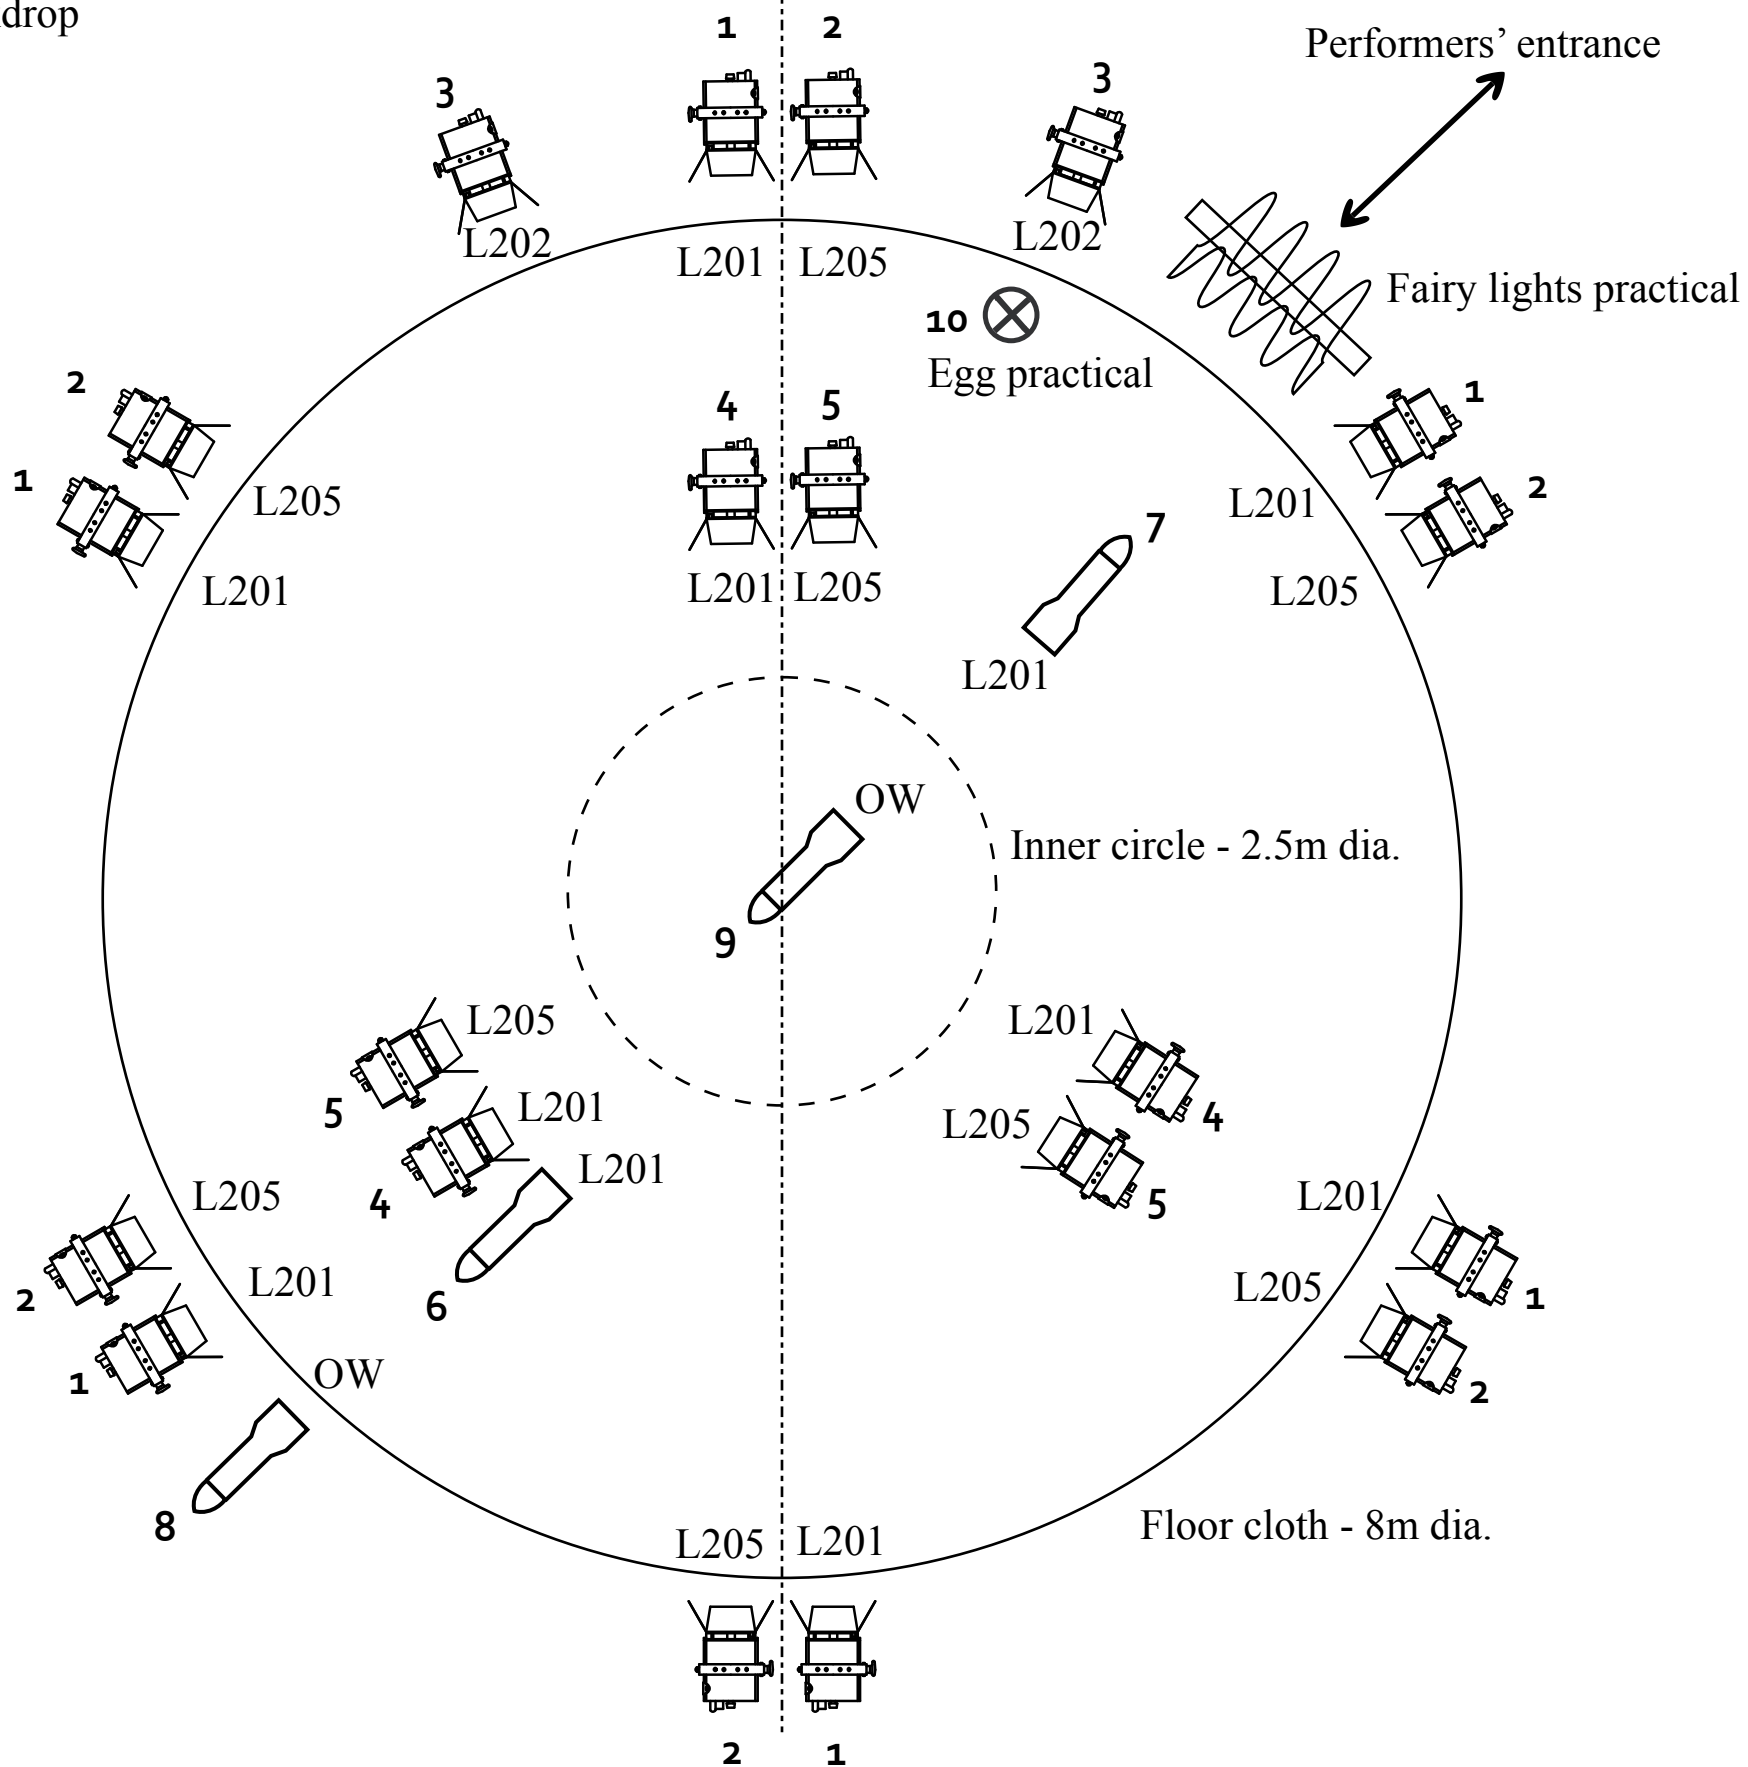 drop
1
2
Performers’ entrance
3
3
L202
L201
L205
L202
Fairy lights practical
10
Egg practical
2
1
L205
L201
4
5
L201
L205
1
2
L201
L205
7
L201
OW
9
Inner circle - 2.5m dia.
L205
5
L201
4
L201
6
L201
4
L205
5
L205
2
L201
1
OW
8
L201
1
L205
2
Floor cloth - 8m dia.
L205
L201
2
1